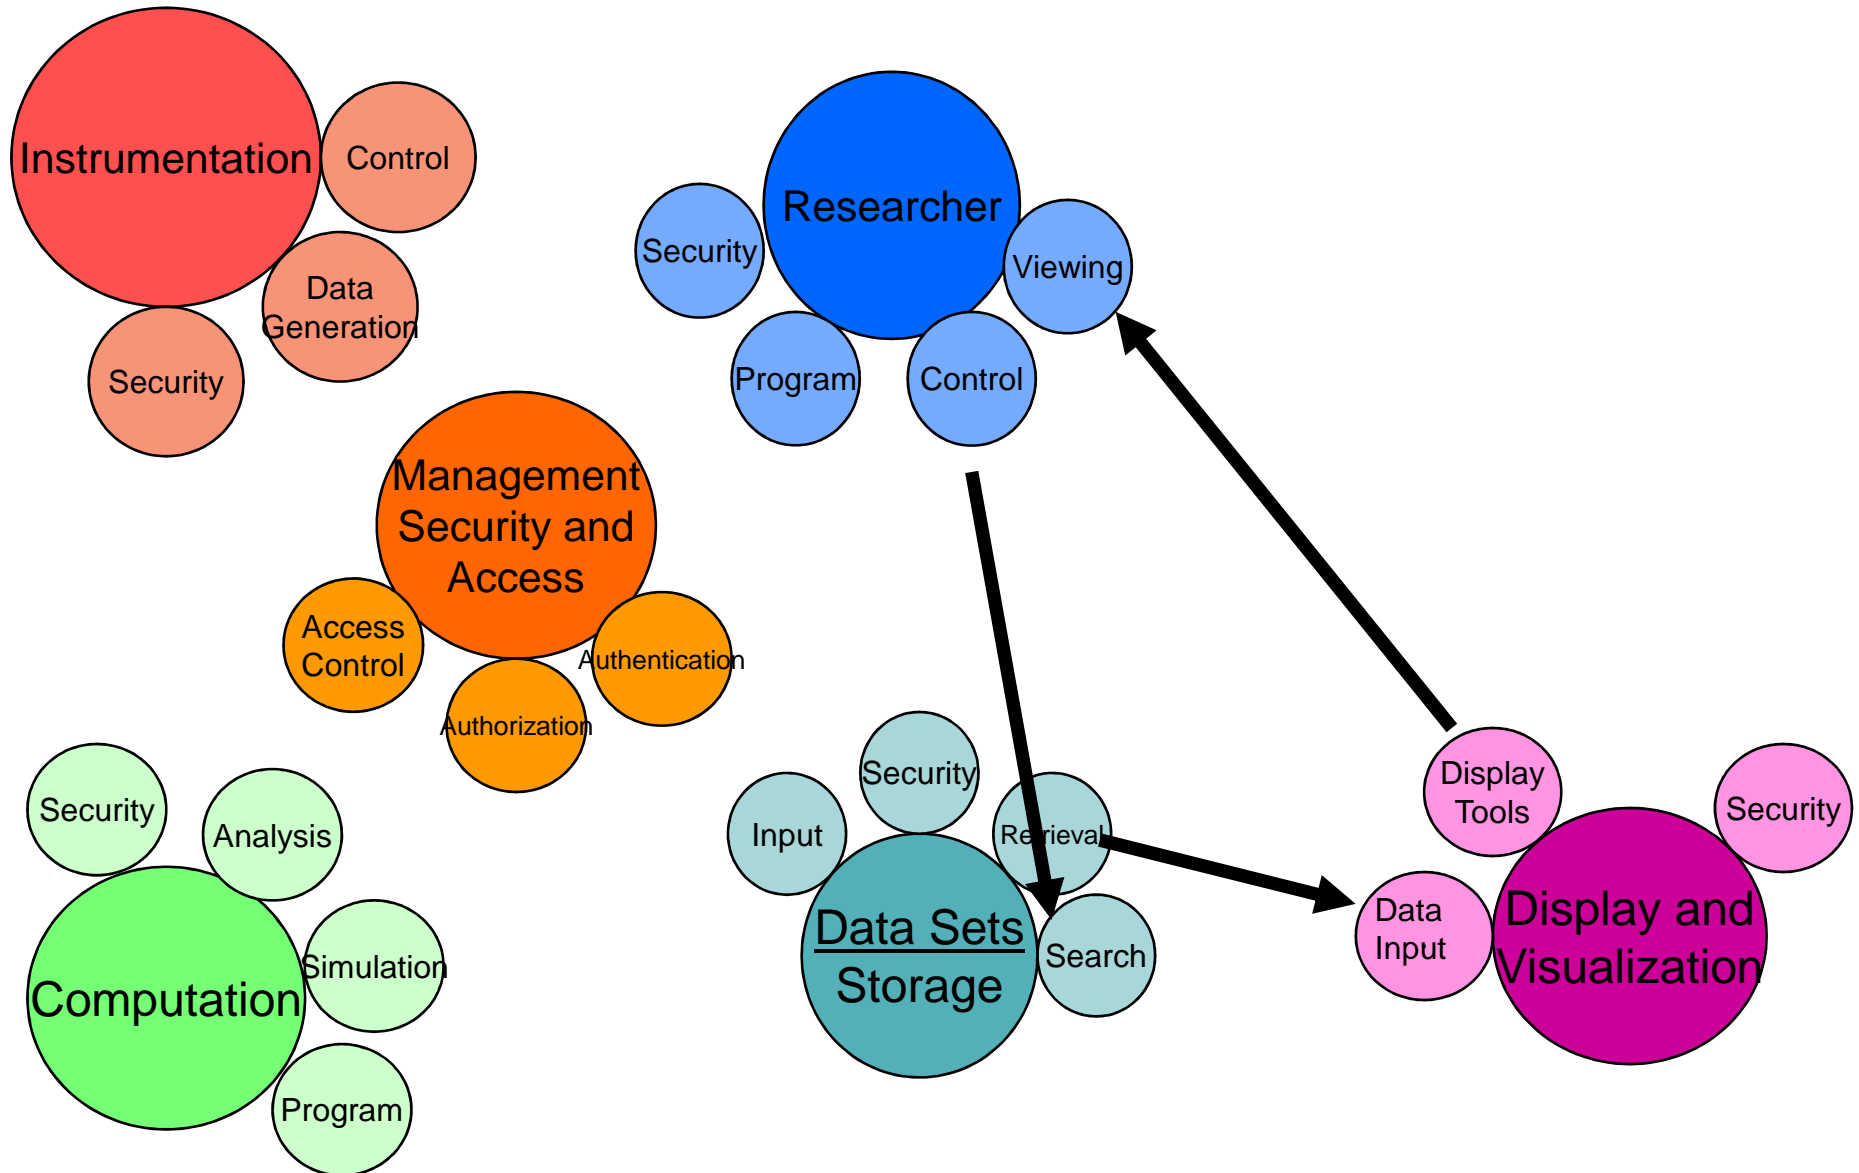 Instrumentation
Control
Data
Generation
Security
Researcher
Security
Viewing
Program
Control
Management
Security and
Access
Access
Control
Authorization
Authentication
Security
Analysis
Simulation
Computation
Program
Security
Input
Retrieval
Data Sets
Storage
Search
Display
Tools
Security
Data
Input
Display and
Visualization